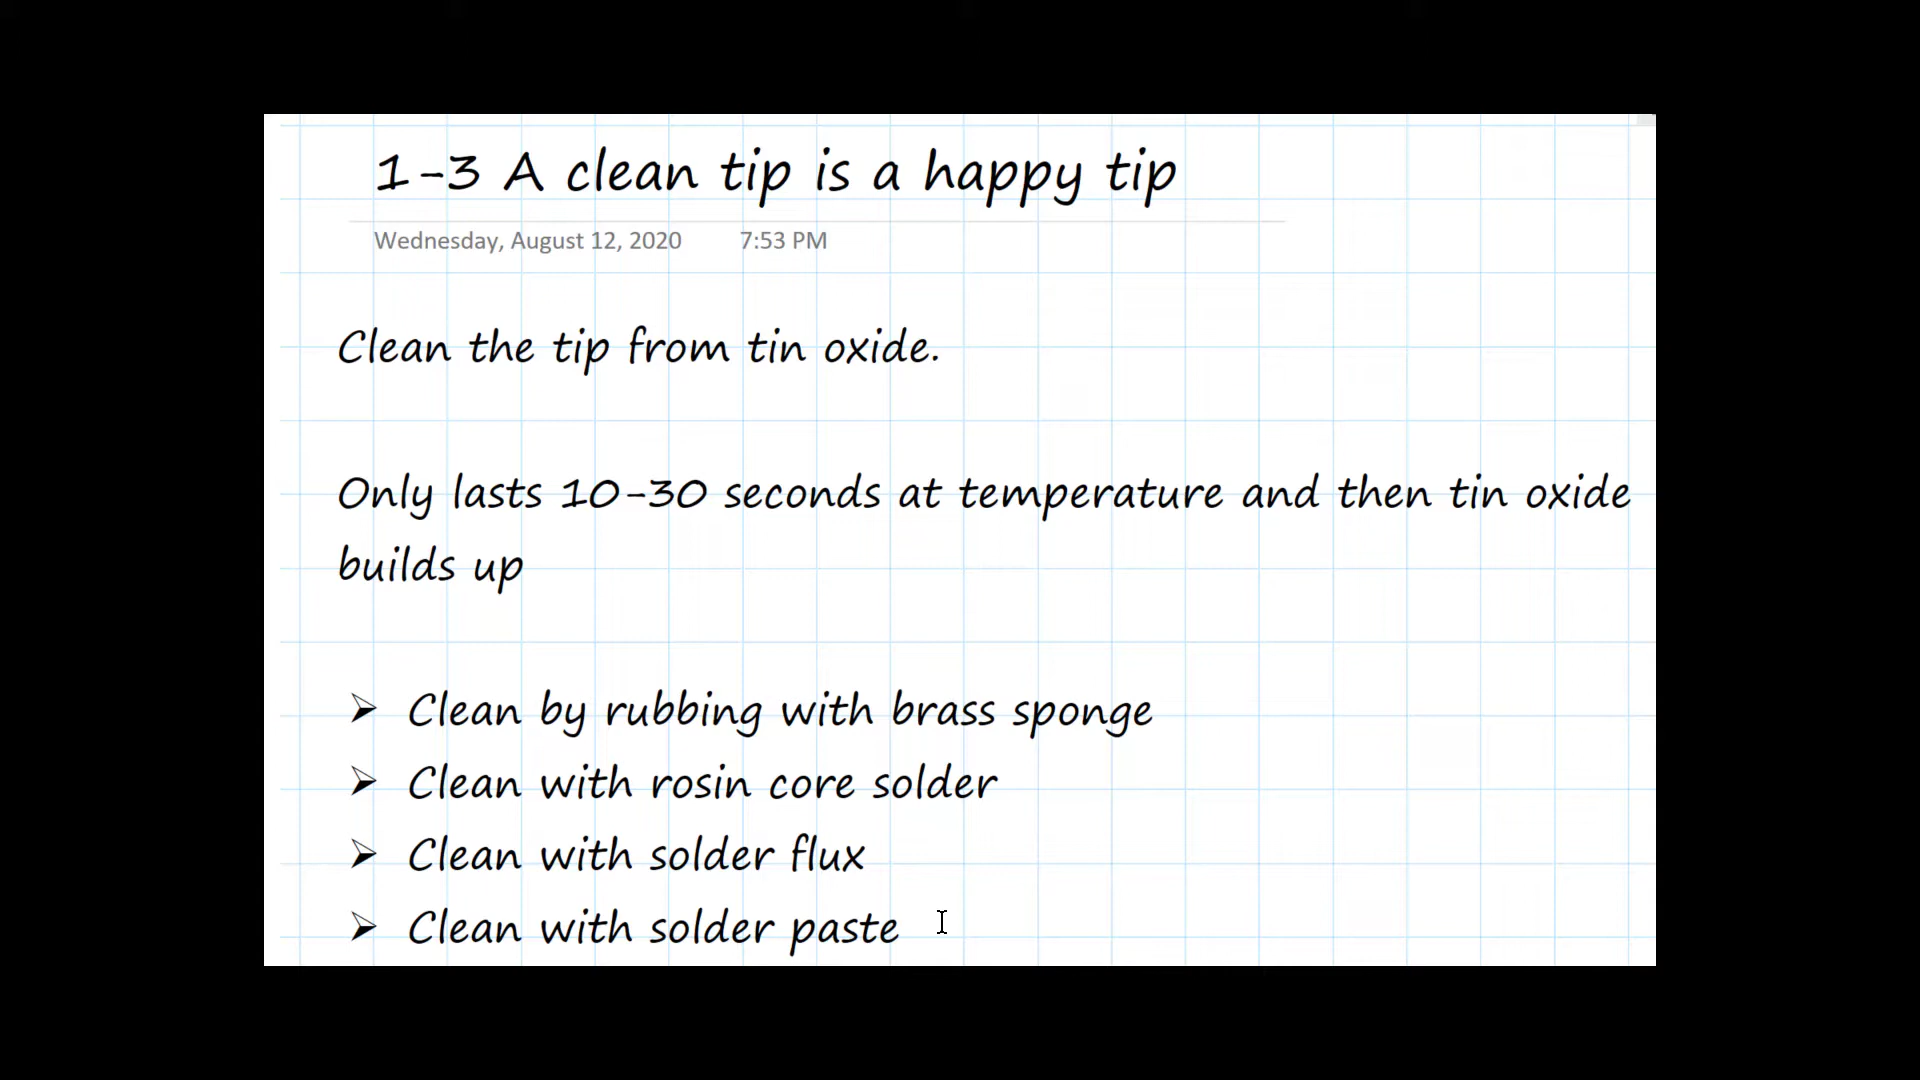 1-3 A clean tip is a happy tip
Wednesday, August 12, 2020 7:53 PM
Clean the tip from tin oxide.
Only lasts 10-30 seconds at temperature and then tin oxide
builds up
➢ Clean by rubbing with brass sponge
➢ Clean with rosin core solder
➢ Clean with solder flux
➢ Clean with solder paste